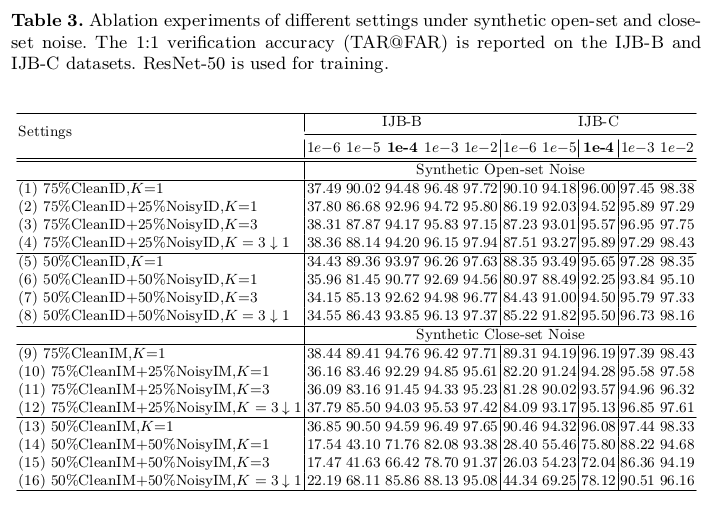 Table 3. Ablation experiments of different settings under synthetic open-set and close-
set noise. The 1:1 verification accuracy (TAR@FAR) is reported on the IJB-B and
IJB-C datasets. ResNet-50 is used for training.
Settings IJB-B IJB-C
1e−6 1e−5 1e-4 1e−3 1e−2 1e−6 1e−5 1e-4 1e−3 1e−2
Synthetic Open-set Noise
(1) 75%CleanID,K=1 37.49 90.02 94.48 96.48 97.72 90.10 94.18 96.00 97.45 98.38
(2) 75%CleanID+25%NoisyID,K=1 37.80 86.68 92.96 94.72 95.80 86.19 92.03 94.52 95.89 97.29
(3) 75%CleanID+25%NoisyID,K=3 38.31 87.87 94.17 95.83 97.15 87.23 93.01 95.57 96.95 97.75
(4) 75%CleanID+25%NoisyID,K = 3 ↓ 1 38.36 88.14 94.20 96.15 97.94 87.51 93.27 95.89 97.29 98.43
(5) 50%CleanID,K=1 34.43 89.36 93.97 96.26 97.63 88.35 93.49 95.65 97.28 98.35
(6) 50%CleanID+50%NoisyID,K=1 35.96 81.45 90.77 92.69 94.56 80.97 88.49 92.25 93.84 95.10
(7) 50%CleanID+50%NoisyID,K=3 34.15 85.13 92.62 94.98 96.77 84.43 91.00 94.50 95.79 97.33
(8) 50%CleanID+50%NoisyID,K = 3 ↓ 1 34.55 86.43 93.85 96.13 97.37 85.22 91.82 95.50 96.73 98.16
Synthetic Close-set Noise
(9) 75%CleanIM,K=1 38.44 89.41 94.76 96.42 97.71 89.31 94.19 96.19 97.39 98.43
(10) 75%CleanIM+25%NoisyIM,K=1 36.16 83.46 92.29 94.85 95.61 82.20 91.24 94.28 95.58 97.58
(11) 75%CleanIM+25%NoisyIM,K=3 36.09 83.16 91.45 94.33 95.23 81.28 90.02 93.57 94.96 96.32
(12) 75%CleanIM+25%NoisyIM,K = 3 ↓ 1 37.79 85.50 94.03 95.53 97.42 84.09 93.17 95.13 96.85 97.61
(13) 50%CleanIM,K=1 36.85 90.50 94.59 96.49 97.65 90.46 94.32 96.08 97.44 98.33
(14) 50%CleanIM+50%NoisyIM,K=1 17.54 43.10 71.76 82.08 93.38 28.40 55.46 75.80 88.22 94.68
(15) 50%CleanIM+50%NoisyIM,K=3 17.47 41.63 66.42 78.70 91.37 26.03 54.23 72.04 86.36 94.19
(16) 50%CleanIM+50%NoisyIM,K = 3 ↓ 1 22.19 68.11 85.86 88.13 95.08 44.34 69.25 78.12 90.51 96.16